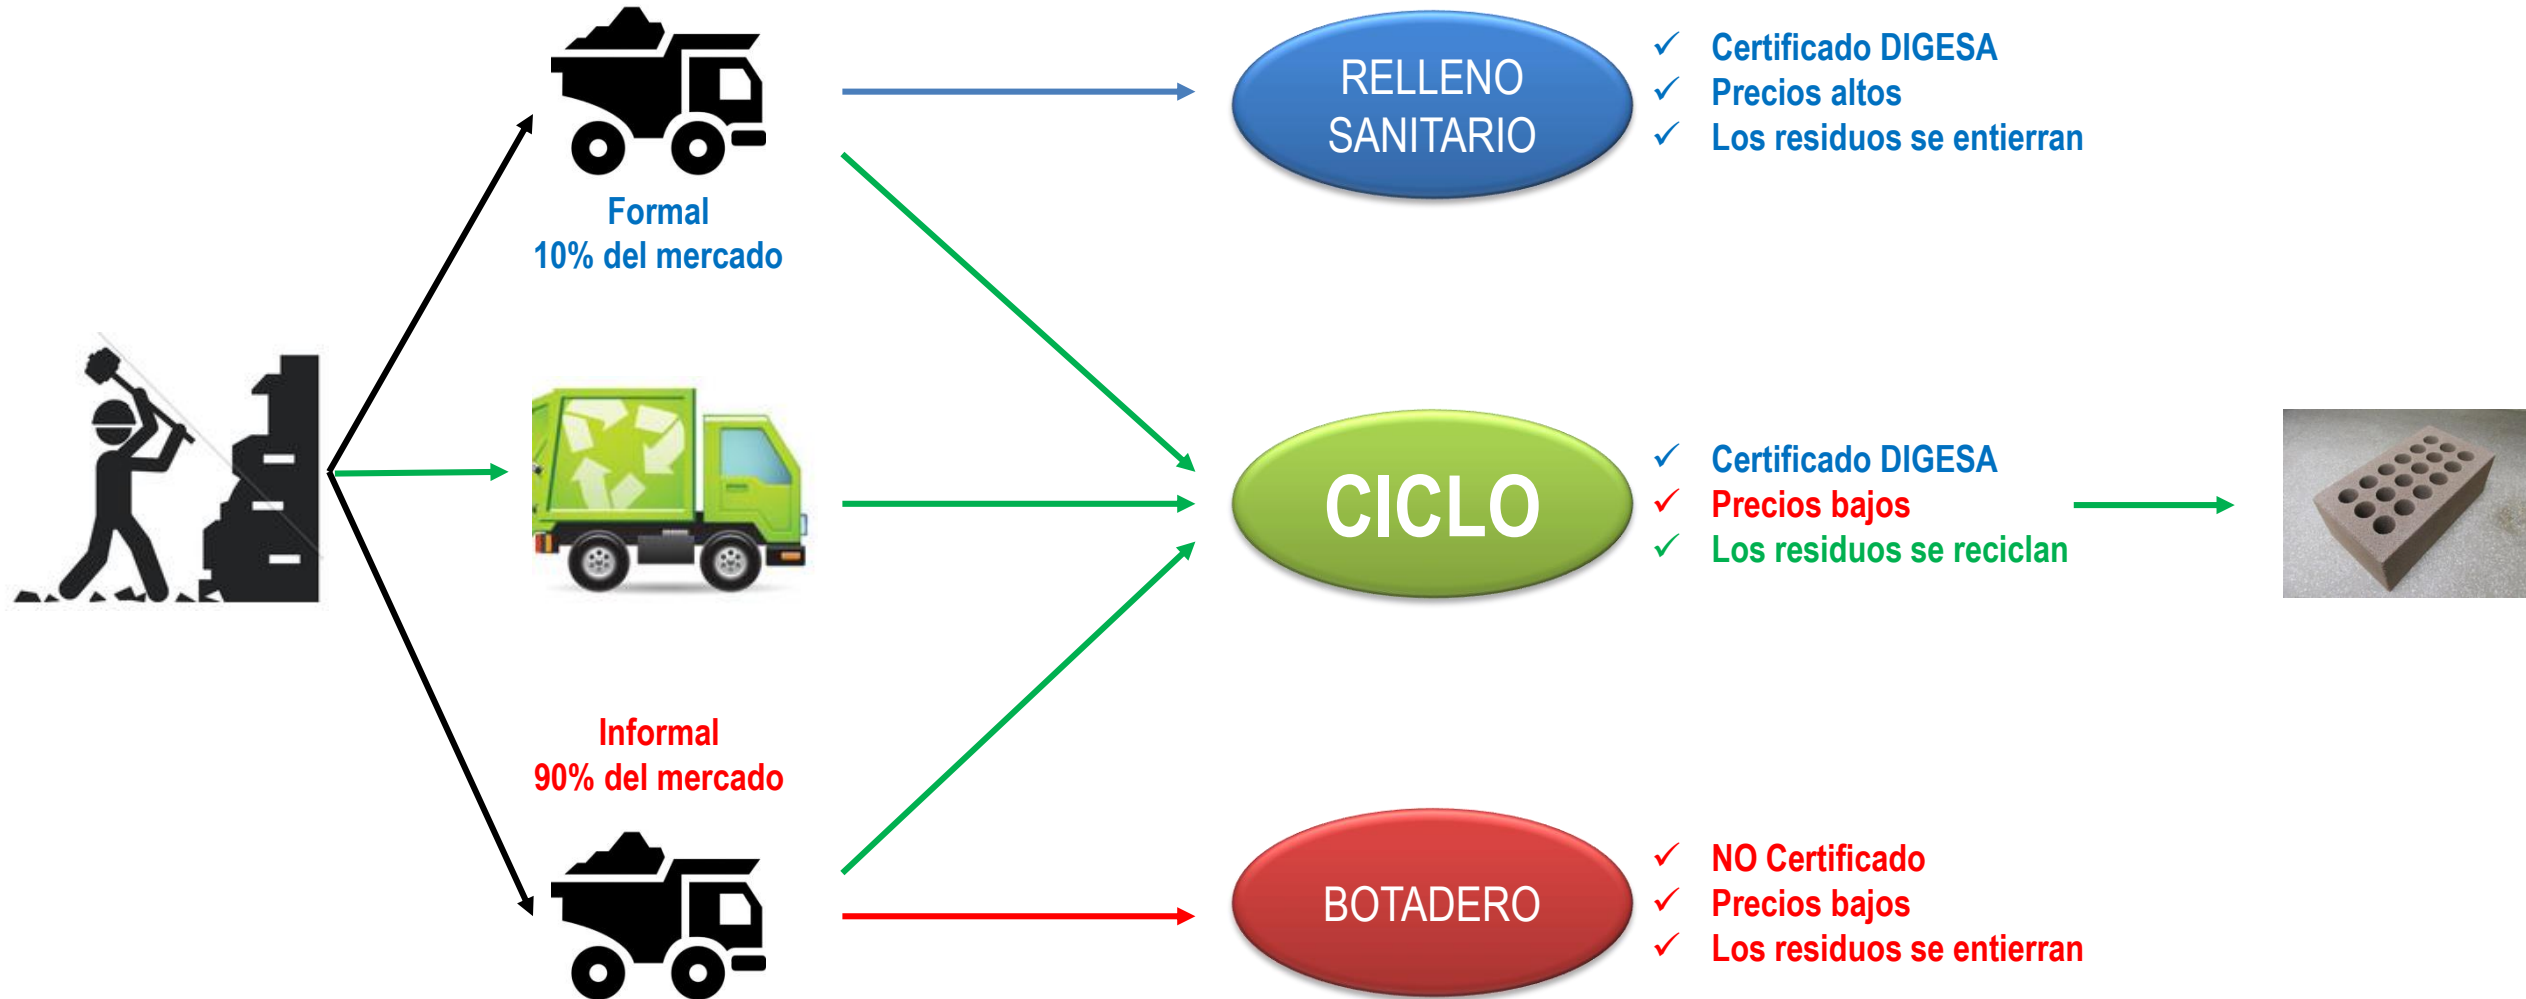 RELLENO
SANITARIO
✓ Certificado DIGESA
✓ Precios altos
✓ Los residuos se entierran
Formal
10% del mercado
CICLO
✓ Certificado DIGESA
✓ Precios bajos
✓ Los residuos se reciclan
Informal
90% del mercado
BOTADERO
✓ NO Certificado
✓ Precios bajos
✓ Los residuos se entierran